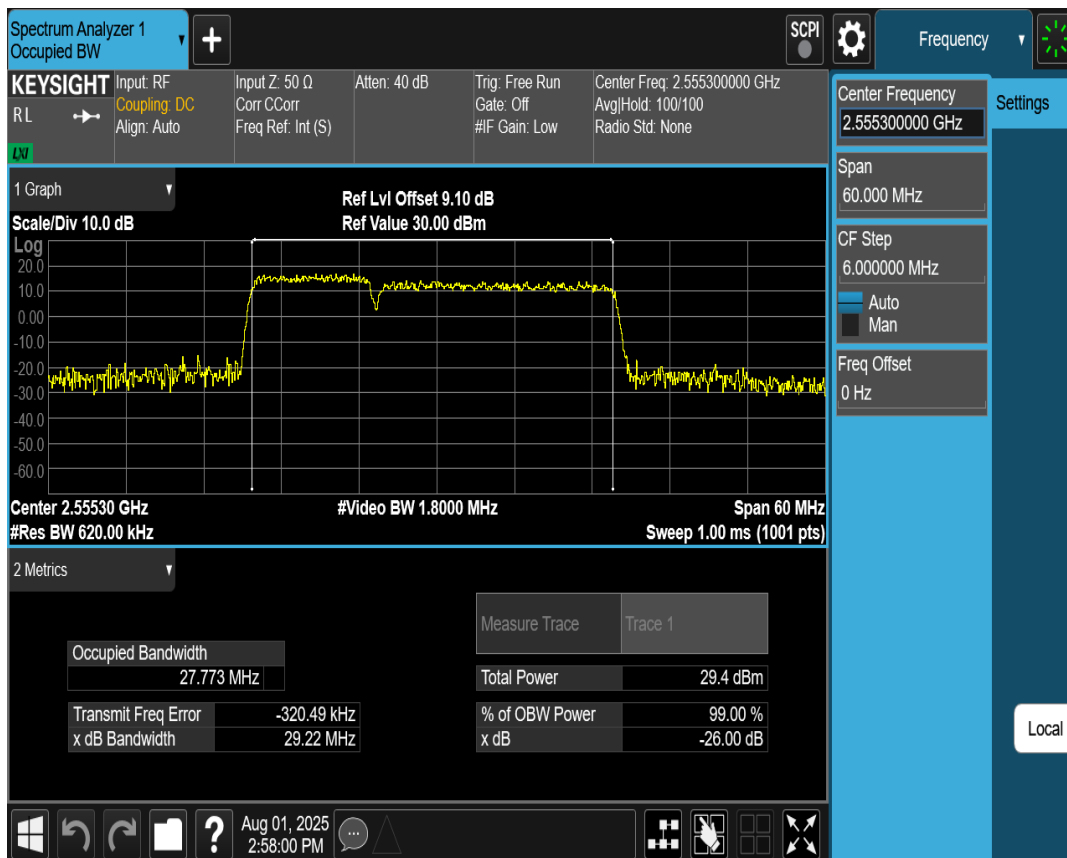 Spectrum Analyzer 1
Occupied BW
+
SCPI
Frequency
KEYSIGHT
RL
LXI
Input: RF
Coupling: DC
Align: Auto
Input Z: 50 Ω
Corr CCorr
Freq Ref: Int (S)
Atten: 40 dB
Trig: Free Run
Gate: Off
#IF Gain: Low
Center Freq: 2.555300000 GHz
Avg|Hold: 100/100
Radio Std: None
Center Frequency
2.555300000 GHz
Settings
Span
60.000 MHz
CF Step
6.000000 MHz
Auto
Man
Freq Offset
0 Hz
Local
1 Graph
Scale/Div 10.0 dB
Ref Lvl Offset 9.10 dB
Ref Value 30.00 dBm
Log
20.0
10.0
0.00
-10.0
-20.0
-30.0
-40.0
-50.0
-60.0
Center 2.55530 GHz
#Video BW 1.8000 MHz
Span 60 MHz
#Res BW 620.00 kHz
Sweep 1.00 ms (1001 pts)
2 Metrics
Measure Trace
Trace 1
Occupied Bandwidth
27.773 MHz
Total Power
29.4 dBm
Transmit Freq Error
-320.49 kHz
% of OBW Power
99.00 %
x dB Bandwidth
29.22 MHz
x dB
-26.00 dB
?
Aug 01, 2025
2:58:00 PM